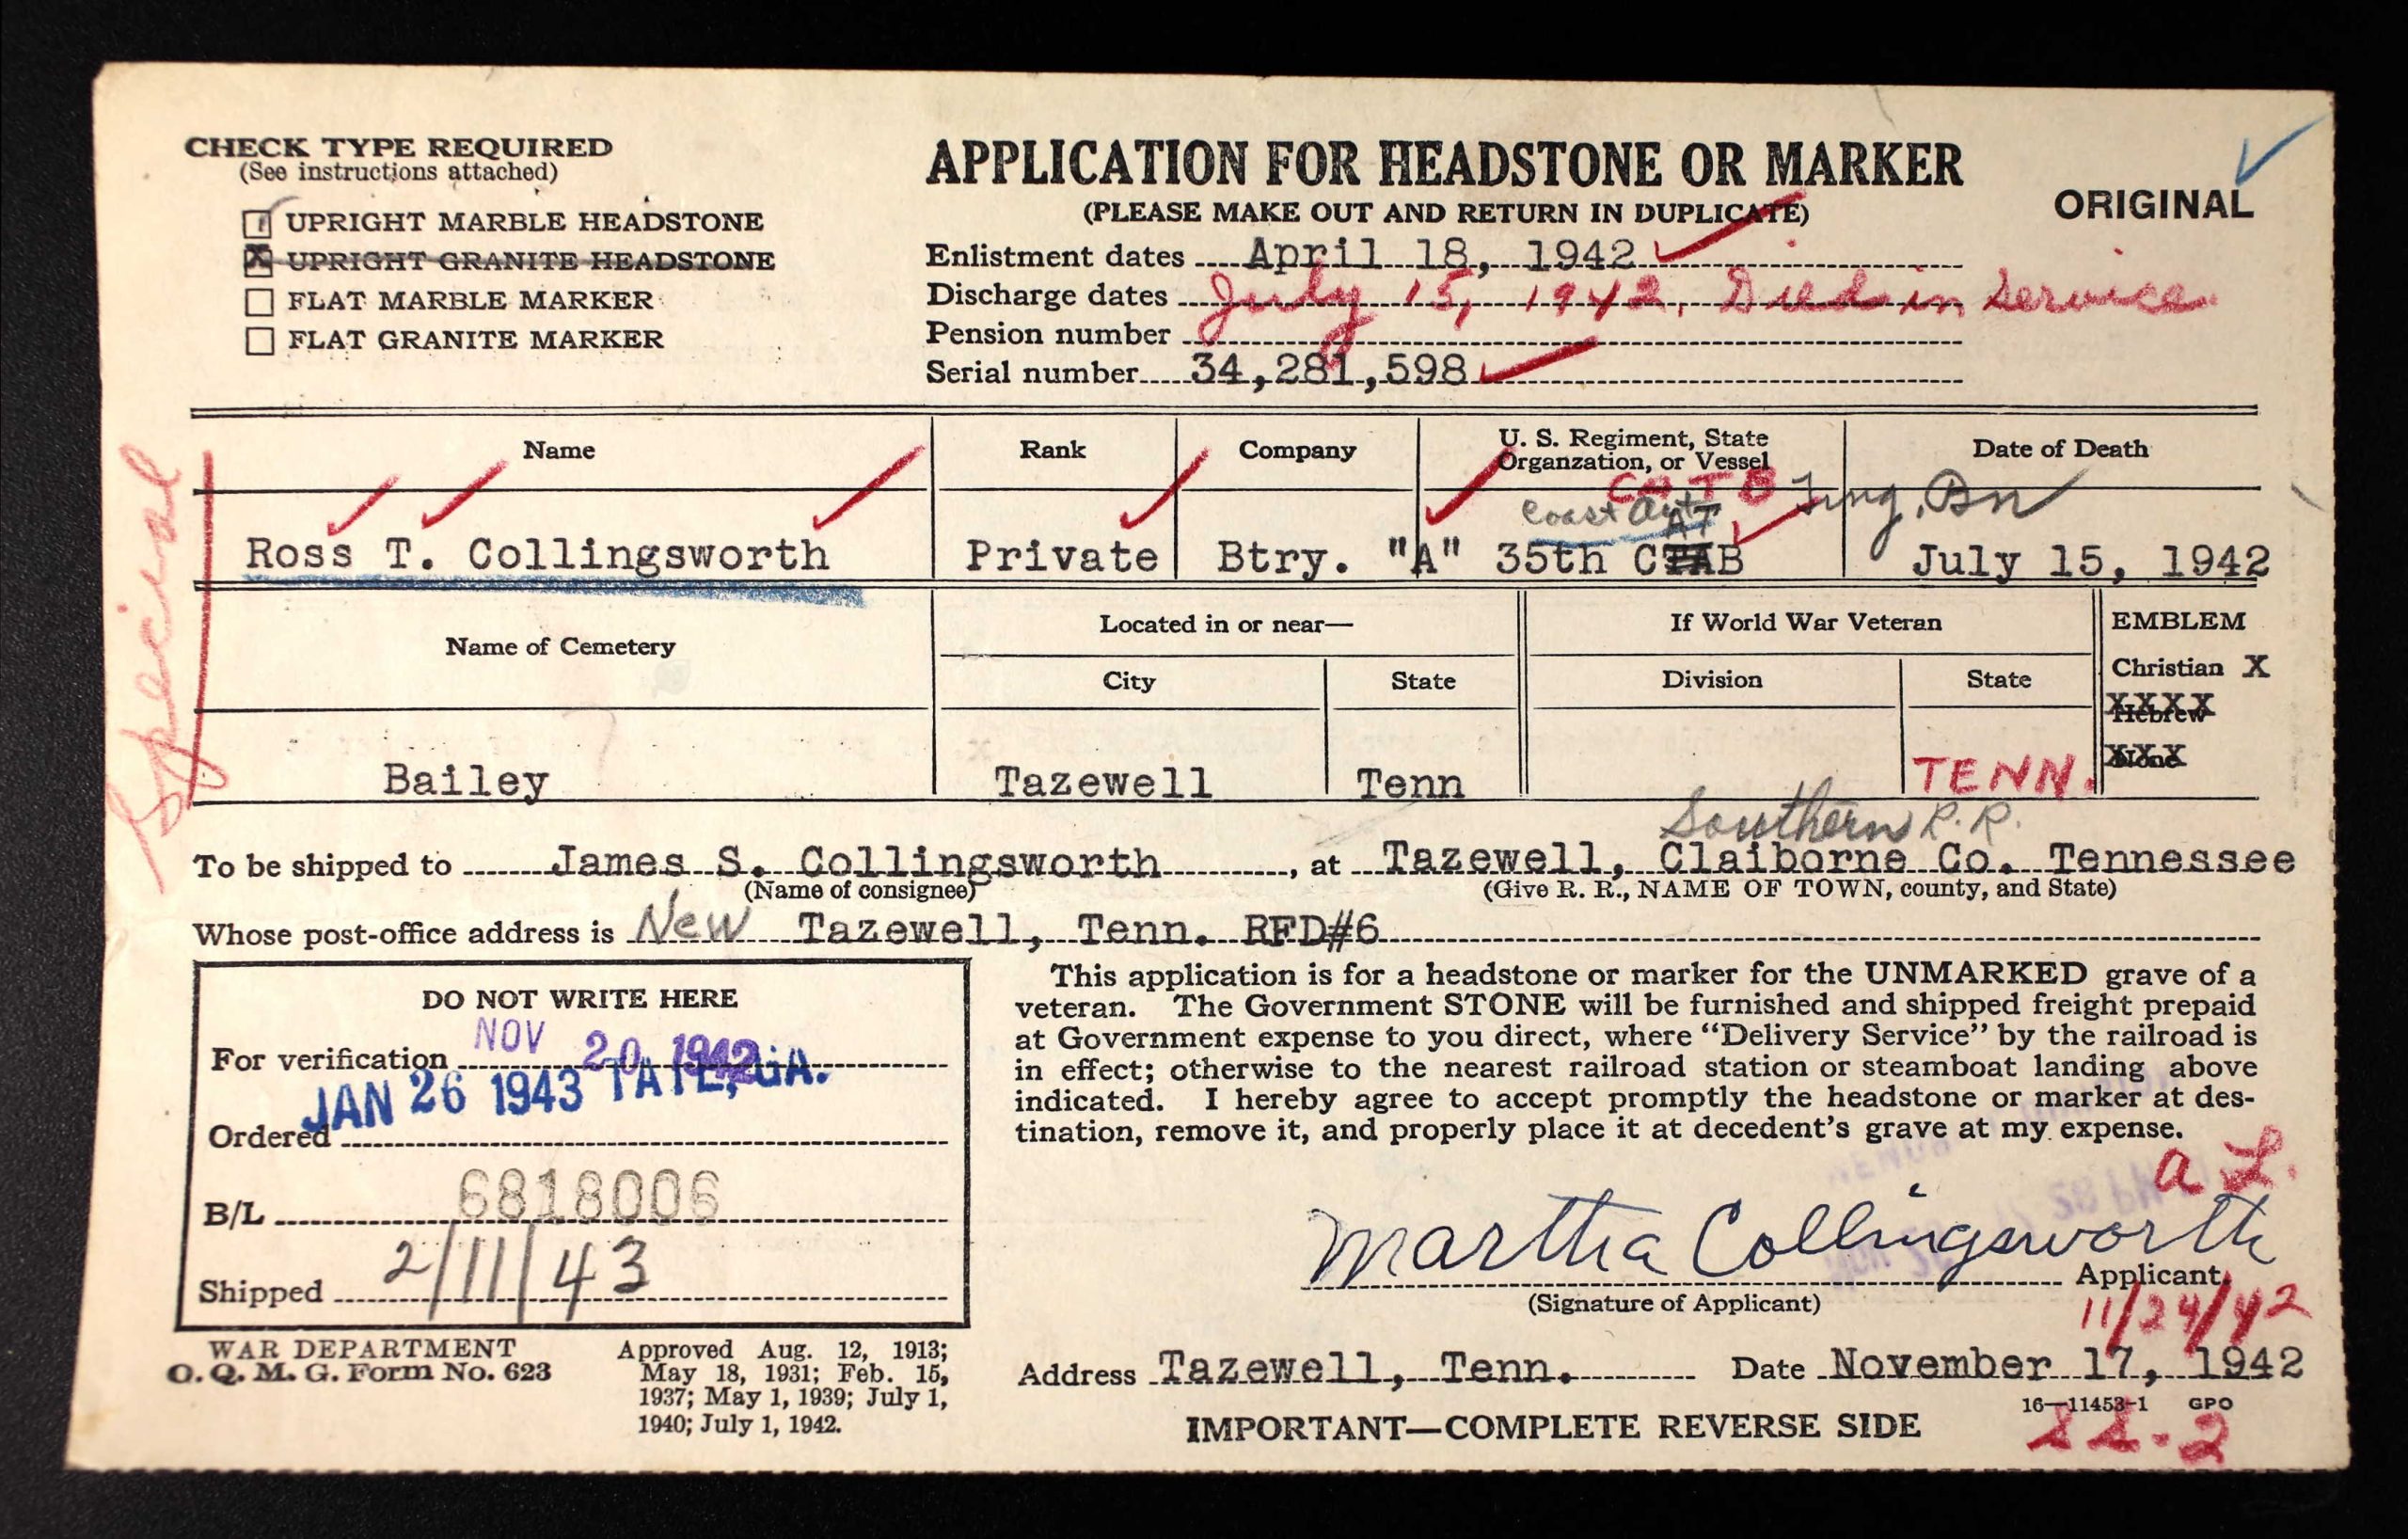 CHECK TYPE REQUIRED
(See instructions attached)
UPRIGHT MARBLE HEADSTONE
X UPRIGHT GRANITE HEADSTONE
FLAT MARBLE MARKER
FLAT GRANITE MARKER
APPLICATION FOR HEADSTONE OR MARKER
(PLEASE MAKE OUT AND RETURN IN DUPLICATE)
ORIGINAL
Enlistment dates April 18, 1942
Discharge dates July 15, 1942, Died in Service.
Pension number
Serial number 34,281,598
Special
Name Rank Company U. S. Regiment, State Organzation, or Vessel Date of Death
CATB
Coast Art Tng. Bn
AT
Ross T. Collingsworth Private Btry. "A" 35th CTAB July 15, 1942
Name of Cemetery Located in or near— If World War Veteran EMBLEM
City State Division State Christian X
XXXX Hebrew
XXX None
Bailey Tazewell Tenn TENN.
Southern R.R.
To be shipped to James S. Collingsworth, at Tazewell, Claiborne Co. Tennessee
(Name of consignee) (Give R. R., NAME OF TOWN, county, and State)
Whose post-office address is New Tazewell, Tenn. RFD#6
DO NOT WRITE HERE
For verification NOV 20 1942
JAN 26 1943 TATE, GA.
Ordered
B/L 6818006
Shipped 2/11/43
This application is for a headstone or marker for the UNMARKED grave of a
veteran. The Government STONE will be furnished and shipped freight prepaid
at Government expense to you direct, where “Delivery Service” by the railroad is
in effect; otherwise to the nearest railroad station or steamboat landing above
indicated. I hereby agree to accept promptly the headstone or marker at des-
tination, remove it, and properly place it at decedent's grave at my expense.
a L.
Martha Collingsworth Applicant.
(Signature of Applicant)
11/24/42
Address Tazewell, Tenn. Date November 17, 1942
16—11453-1 GPO
IMPORTANT—COMPLETE REVERSE SIDE
WAR DEPARTMENT
O. Q. M. G. Form No. 623
Approved Aug. 12, 1913;
May 18, 1931; Feb. 15,
1937; May 1, 1939; July 1,
1940; July 1, 1942.